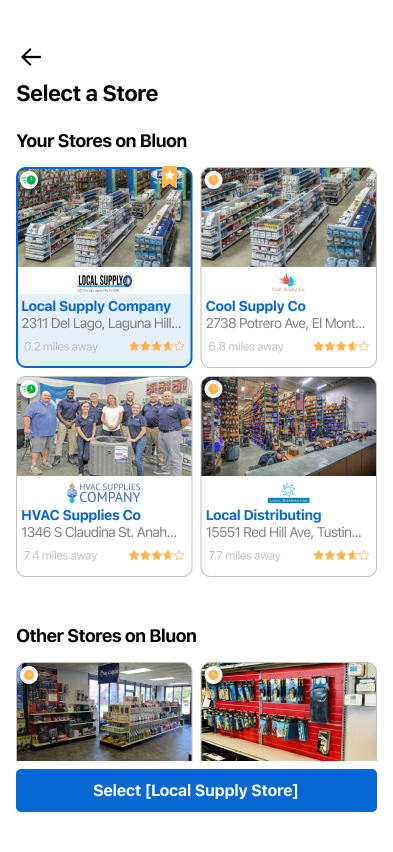 Select a Store
Your Stores on Bluon
LOCAL SUPPLY
Local Supply Company
2311 Del Lago, Laguna Hill...
0.2 miles away
Cool Supply Co
Cool Supply Co
2738 Potrero Ave, El Mont...
6.8 miles away
HVAC SUPPLIES
COMPANY
HVAC Supplies Co
1346 S Claudina St. Anah...
7.4 miles away
LOCAL DISTRIBUTING
Local Distributing
15551 Red Hill Ave, Tustin...
7.7 miles away
Other Stores on Bluon
Select [Local Supply Store]